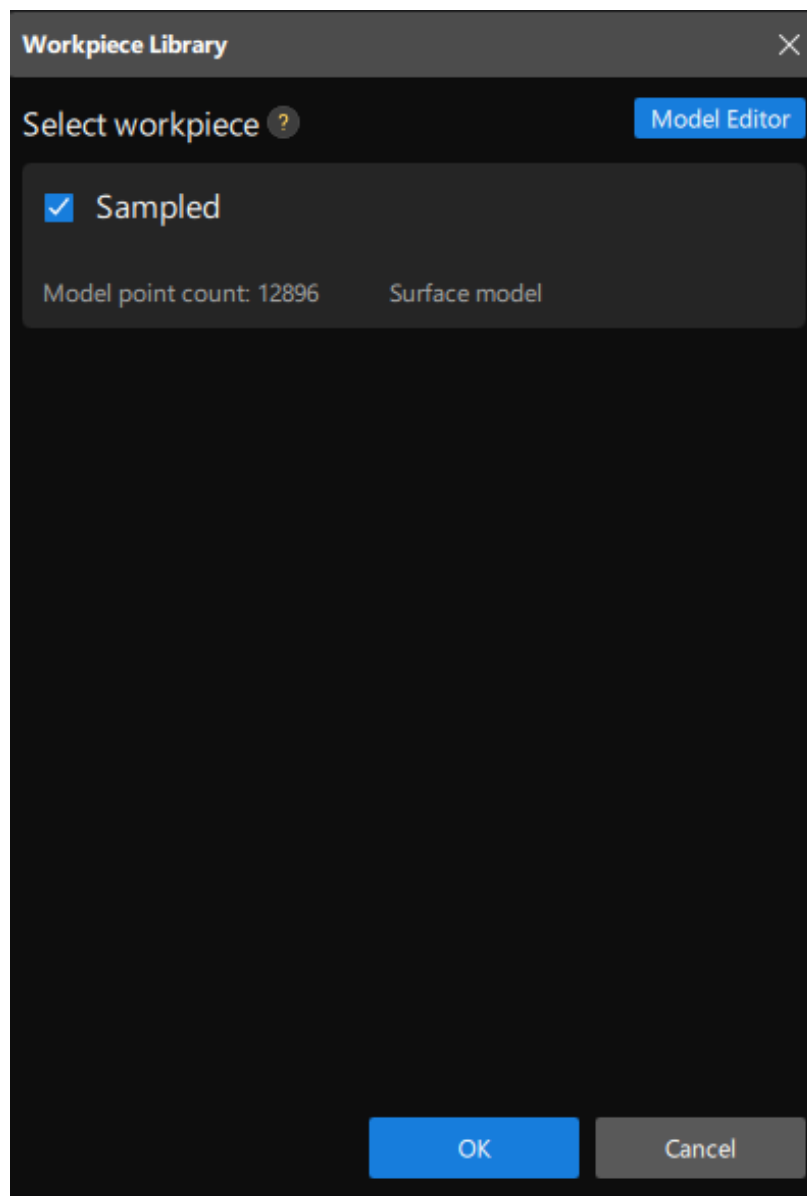 Workpiece Library
Select workpiece ? Model Editor
Sampled
Model point count: 12896 Surface model
OK Cancel